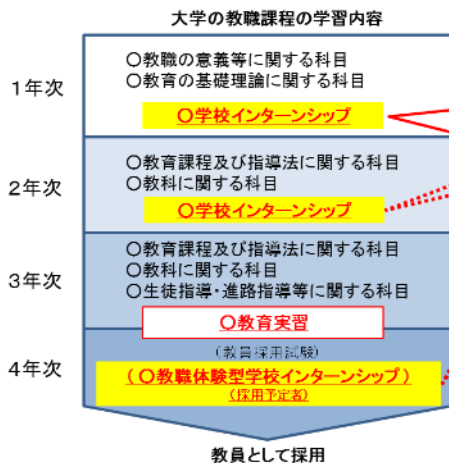 大学の教職課程の学習内容
1年次
○教職の意義等に関する科目
○教育の基礎理論に関する科目
○学校インターンシップ
2年次
○教育課程及び指導法に関する科目
○教科に関する科目
○学校インターンシップ
3年次
○教育課程及び指導法に関する科目
○教科に関する科目
○生徒指導・進路指導等に関する科目
○教育実習
4年次
(教員採用試験)
(○教職体験型学校インターンシップ)
(採用予定者)
教員として採用